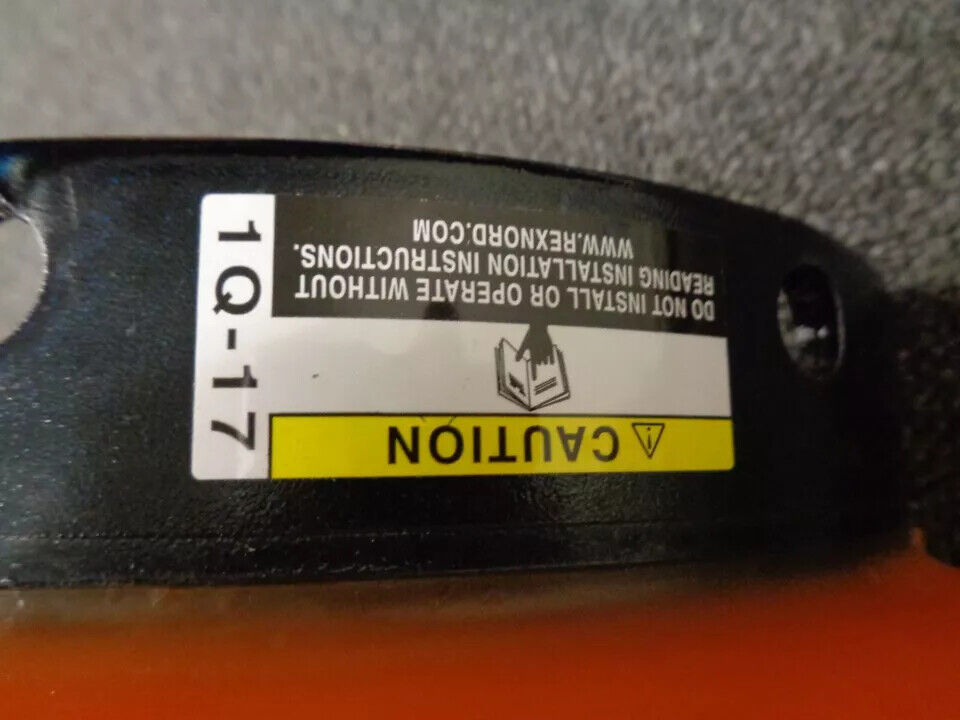 ⚠ CAUTION
DO NOT INSTALL OR OPERATE WITHOUT
READING INSTALLATION INSTRUCTIONS.
WWW.REXNORD.COM
1Q-17